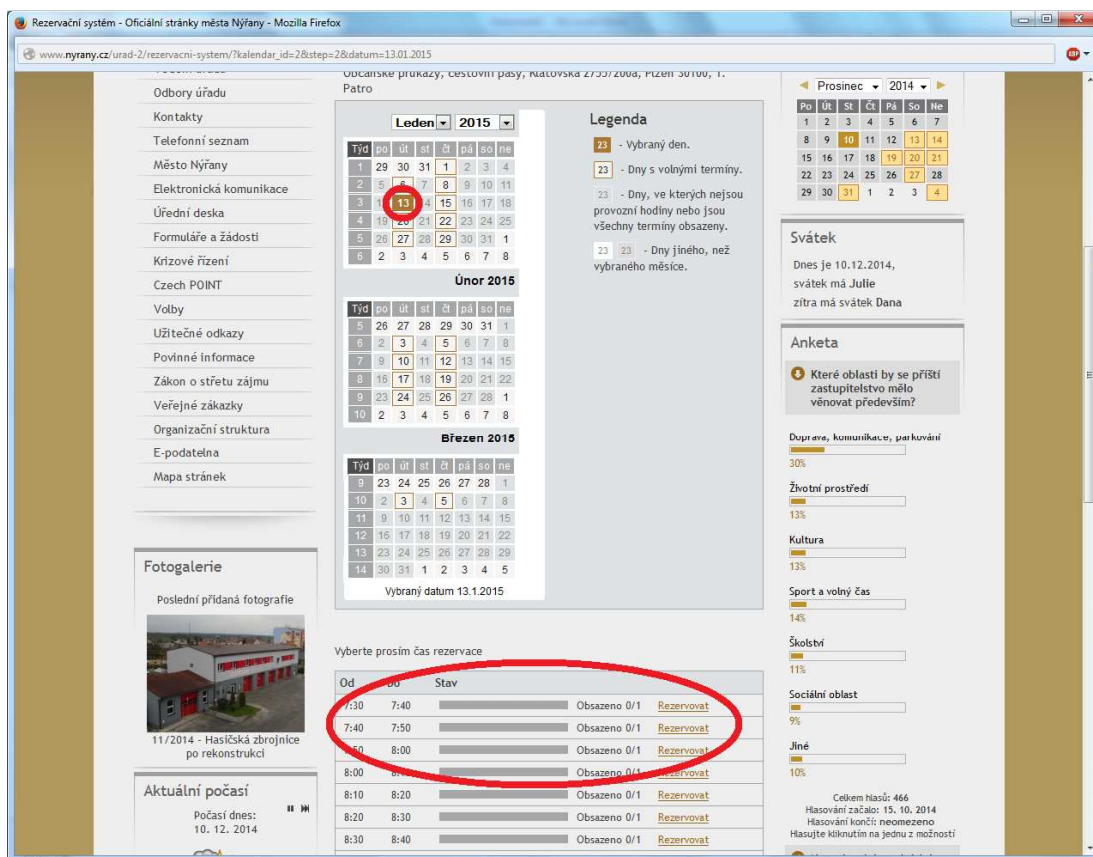 Rezervační systém - Oficiální stránky města Nýřany - Mozilla Firefox
www.nyrany.cz/urad-2/rezervacni-system/?kalendar_id=2&step=2&datum=13.01.2015
ABP
Odbory úřadu
Kontakty
Telefonní seznam
Město Nýřany
Elektronická komunikace
Úřední deska
Formuláře a žádosti
Krizové řízení
Czech POINT
Volby
Užitečné odkazy
Povinné informace
Zákon o střetu zájmu
Veřejné zákazky
Organizační struktura
E-podatelna
Mapa stránek
Fotogalerie
Poslední přidaná fotografie
11/2014 - Hasičská zbrojnice
po rekonstrukci
Aktuální počasí
Počasí dnes:
10. 12. 2014
Občanské průkazy, cestovní pasy, Klatovská 2755/200a, Plzeň 30100, 1.
Patro
Leden 2015
Týd po út st čt pá so ne
1 29 30 31 1 2 3 4
2 5 6 7 8 9 10 11
3 13 14 15 16 17 18
4 19 20 21 22 23 24 25
5 26 27 28 29 30 31 1
6 2 3 4 5 6 7 8
Únor 2015
Týd po út st čt pá so ne
5 26 27 28 29 30 31 1
6 2 3 4 5 6 7 8
7 9 10 11 12 13 14 15
8 16 17 18 19 20 21 22
9 23 24 25 26 27 28 1
10 2 3 4 5 6 7 8
Březen 2015
Týd po út st čt pá so ne
9 23 24 25 26 27 28 1
10 2 3 4 5 6 7 8
11 9 10 11 12 13 14 15
12 16 17 18 19 20 21 22
13 23 24 25 26 27 28 29
14 30 31 1 2 3 4 5
Vybraný datum 13.1.2015
Legenda
23 - Vybraný den.
23 - Dny s volnými termíny.
23 - Dny, ve kterých nejsou
provozní hodiny nebo jsou
všechny termíny obsazeny.
23 23 - Dny jiného, než
vybraného měsíce.
Vyberte prosím čas rezervace
Od Do Stav
7:30 7:40 Obsazeno 0/1 Rezervovat
7:40 7:50 Obsazeno 0/1 Rezervovat
7:50 8:00 Obsazeno 0/1 Rezervovat
8:00 8:10 Obsazeno 0/1 Rezervovat
8:10 8:20 Obsazeno 0/1 Rezervovat
8:20 8:30 Obsazeno 0/1 Rezervovat
8:30 8:40 Obsazeno 0/1 Rezervovat
Prosinec 2014
Po Út St Čt Pá So Ne
1 2 3 4 5 6 7
8 9 10 11 12 13 14
15 16 17 18 19 20 21
22 23 24 25 26 27 28
29 30 31 1 2 3 4
Svátek
Dnes je 10.12.2014,
svátek má Julie
zítra má svátek Dana
Anketa
Které oblasti by se příští
zastupitelstvo mělo
věnovat především?
Doprava, komunikace, parkování
30%
Životní prostředí
13%
Kultura
13%
Sport a volný čas
14%
Školství
11%
Sociální oblast
9%
Jiné
10%
Celkem hlasů: 466
Hlasování začalo: 15. 10. 2014
Hlasování končí: neomezeno
Hlasujte kliknutím na jednu z možností